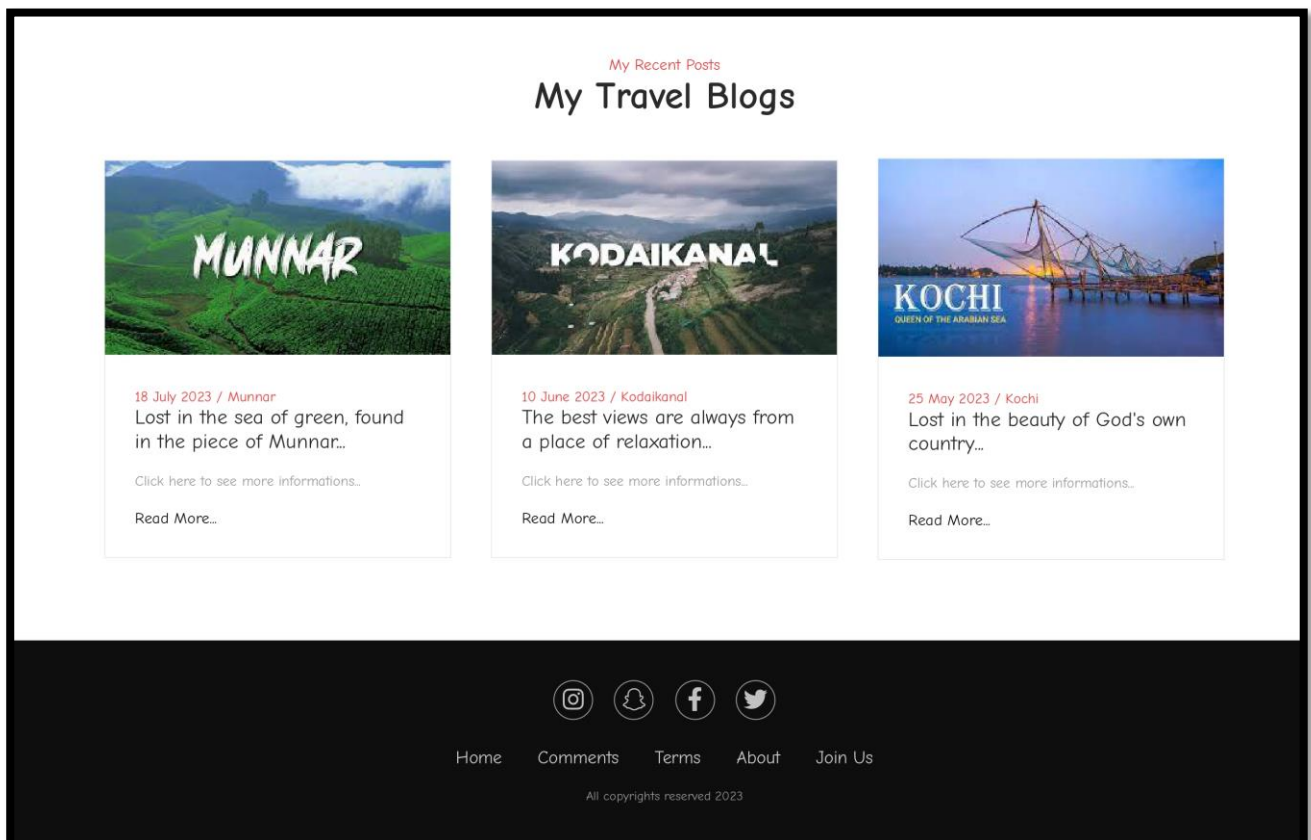 My Recent Posts
My Travel Blogs
MUNNAR
18 July 2023 / Munnar
Lost in the sea of green, found
in the piece of Munnar...
Click here to see more informations...
Read More...
KODAIKANAL
10 June 2023 / Kodaikanal
The best views are always from
a place of relaxation...
Click here to see more informations...
Read More...
KOCHI
QUEEN OF THE ARABIAN SEA
25 May 2023 / Kochi
Lost in the beauty of God's own
country...
Click here to see more informations...
Read More...
Home Comments Terms About Join Us
All copyrights reserved 2023